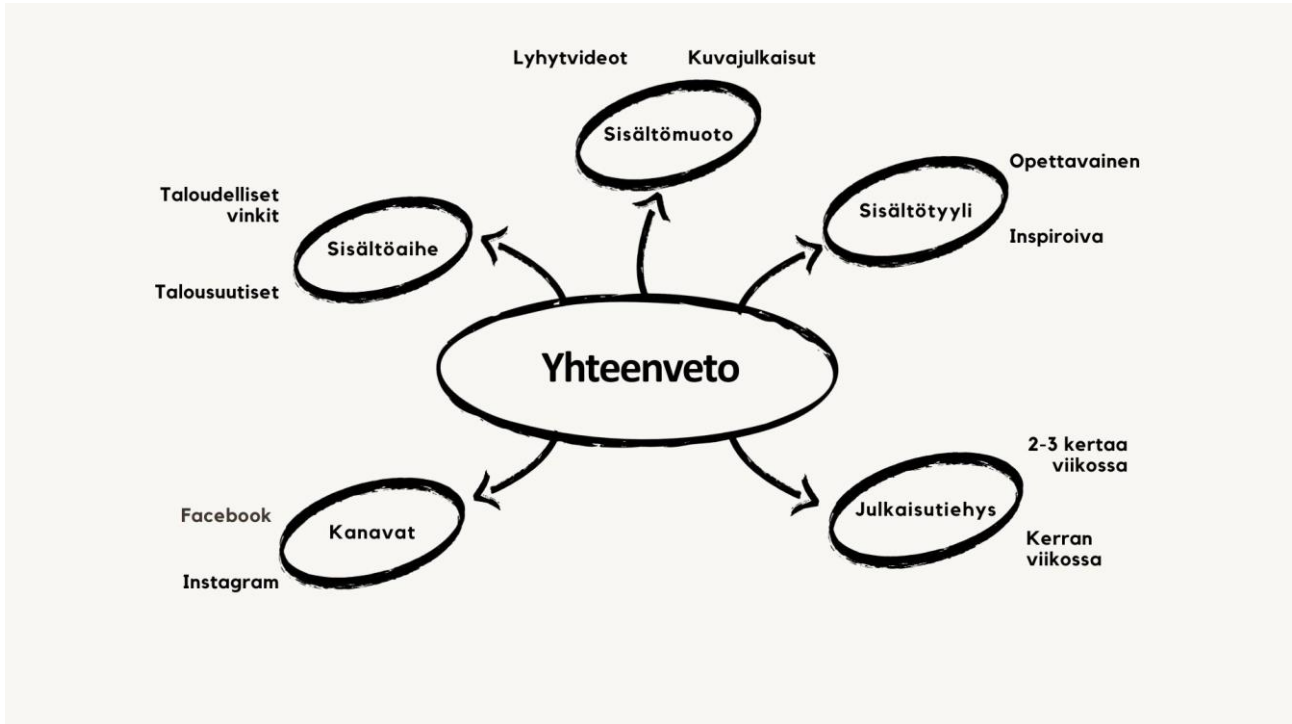 Lyhytvideot
Kuvajulkaisut
Sisältömuoto
Opettavainen
Sisältötyyli
Inspiroiva
Taloudelliset
vinkit
Sisältöaihe
Talousuutiset
Yhteenveto
2-3 kertaa
viikossa
Julkaisutiehys
Kerran
viikossa
Facebook
Kanavat
Instagram